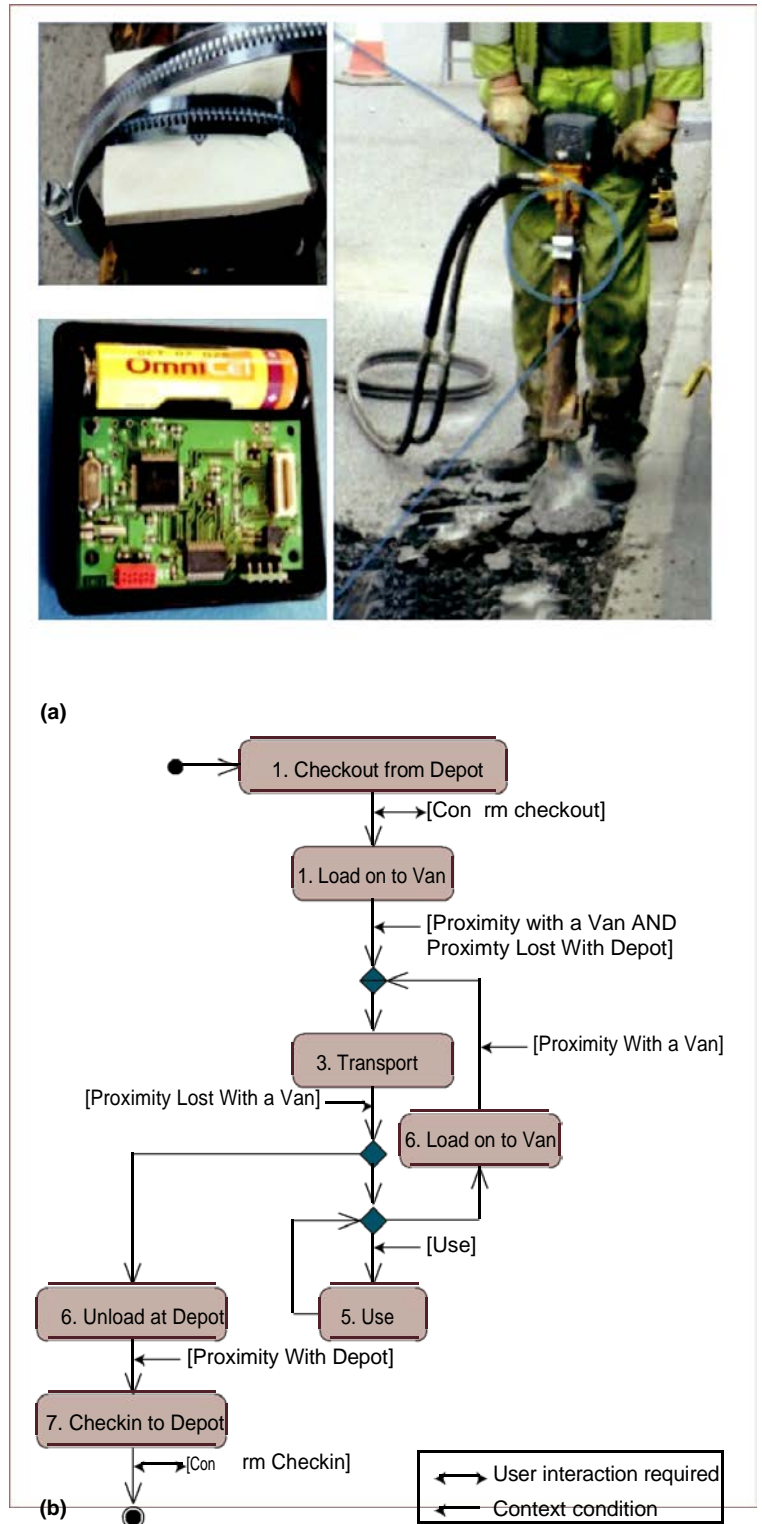 OmniCel
(a)
1. Checkout from Depot
[Con rm checkout]
1. Load on to Van
[Proximity with a Van AND
Proximty Lost With Depot]
[Proximity With a Van]
3. Transport
[Proximity Lost With a Van]
6. Load on to Van
[Use]
6. Unload at Depot
5. Use
[Proximity With Depot]
7. Checkin to Depot
[Con rm Checkin]
User interaction required
Context condition
(b)